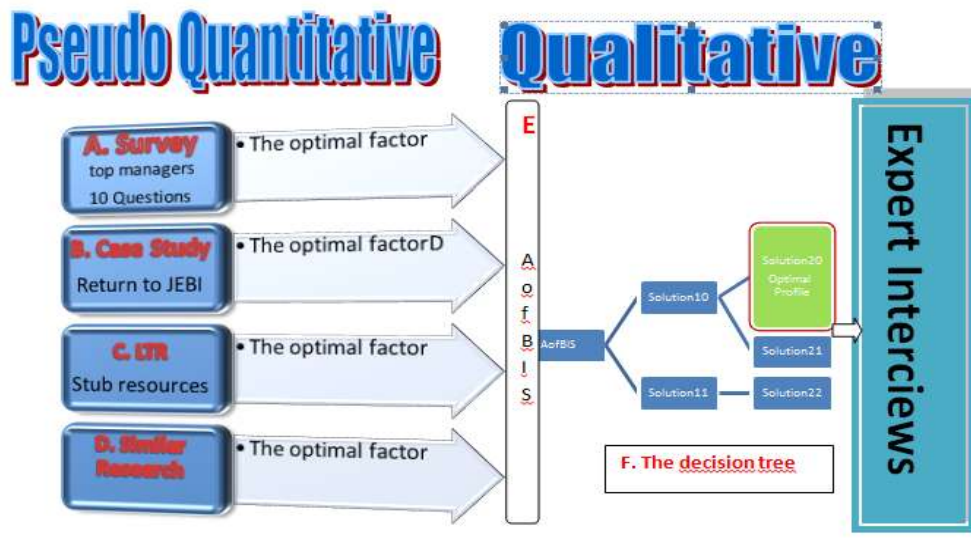 Pseudo Quantitative
Qualitative
A. Survey
top managers
10 Questions
• The optimal factor
B. Case Study
Return to JEBI
• The optimal factorD
C. LTR
Stub resources
• The optimal factor
D. Similar
Research
• The optimal factor
E
A
o
f
B
I
S
AofBIS
Solution10
Solution11
Solution20
Optimal
Profile
Solution21
Solution22
F. The decision tree
Expert Interciews